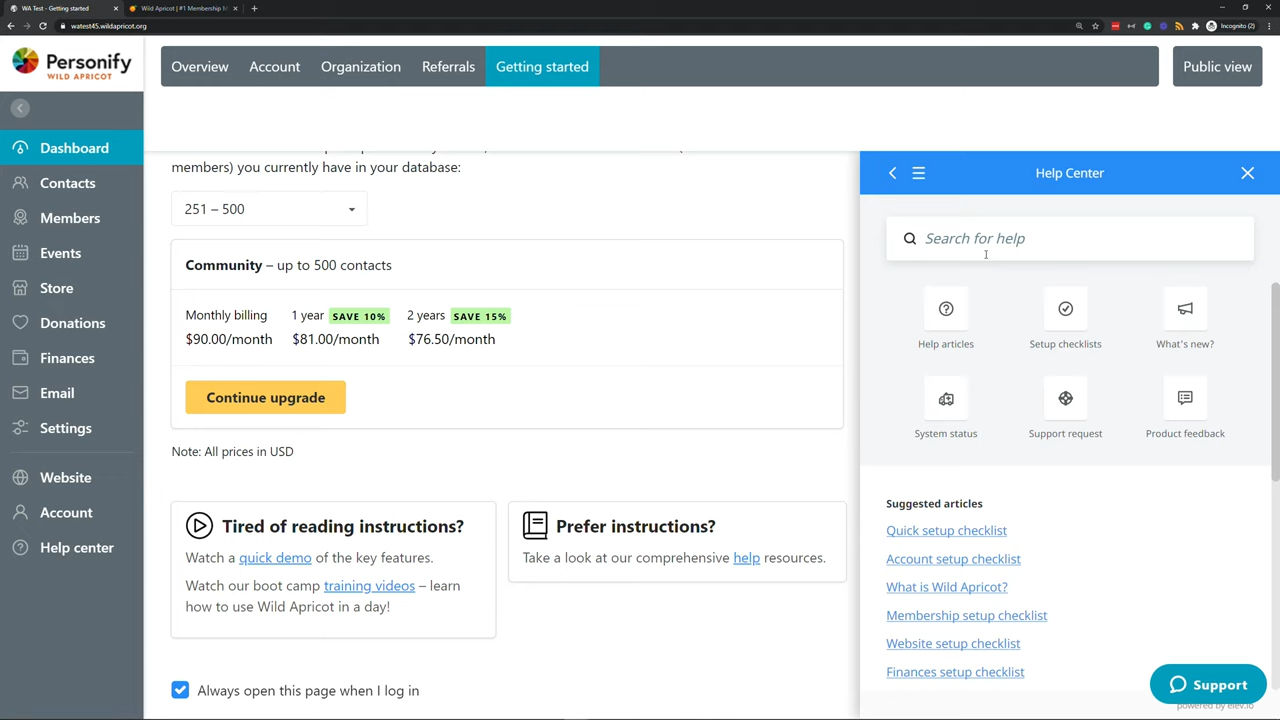 WA Test - Getting started
Wild Apricot | #1 Membership M
watest45.wildapricot.org
Incognito (2)
Personify
WILD APRICOT
Overview
Account
Organization
Referrals
Getting started
Public view
Dashboard
Contacts
Members
Events
Store
Donations
Finances
Email
Settings
Website
Account
Help center
members) you currently have in your database:
251 – 500
Community – up to 500 contacts
Monthly billing
1 year SAVE 10%
2 years SAVE 15%
$90.00/month
$81.00/month
$76.50/month
Continue upgrade
Note: All prices in USD
Tired of reading instructions?
Watch a quick demo of the key features.
Watch our boot camp training videos – learn
how to use Wild Apricot in a day!
Prefer instructions?
Take a look at our comprehensive help resources.
Always open this page when I log in
Help Center
Search for help
Help articles
Setup checklists
What's new?
System status
Support request
Product feedback
Suggested articles
Quick setup checklist
Account setup checklist
What is Wild Apricot?
Membership setup checklist
Website setup checklist
Finances setup checklist
Support
powered by elev.io